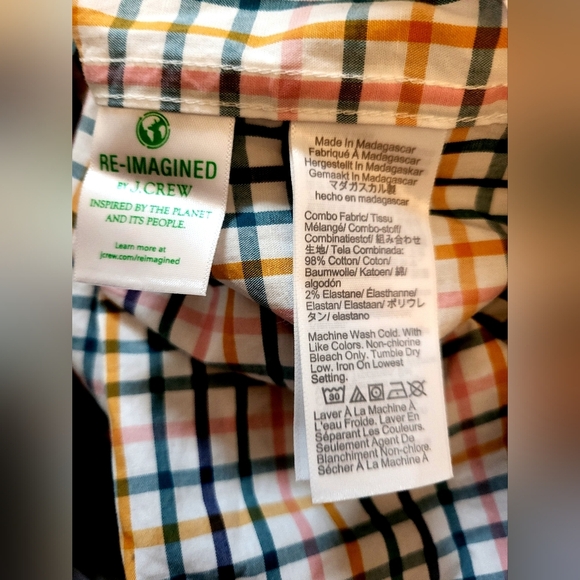 RE-IMAGINED
BY J.CREW
INSPIRED BY THE PLANET
AND ITS PEOPLE.
Learn more at
jcrew.com/reimagined
Made In Madagascar
Fabriqué À Madagascar
Hergestellt In Madagaskar
Gemaakt In Madagascar
マダガスカル製
hecho en madagascar
Combo Fabric/ Tissu
Mélangé/ Combo-stoff/
Combinatiestof/ 組み合わせ
生地/ Tela Combinada:
98% Cotton/ Coton/
Baumwolle/ Katoen/ 綿/
algodón
2% Elastane/ Élasthanne/
Elastan/ Elastaan/ ポリウレ
タン/ elastano
Machine Wash Cold. With
Like Colors. Non-chlorine
Bleach Only. Tumble Dry
Low. Iron On Lowest
Setting.
30
Laver À La Machine À
L'eau Froide. Laver En
Séparant Les Couleurs.
Seulement Agent De
Blanchiment Non-chlore.
Sécher À La Machine À